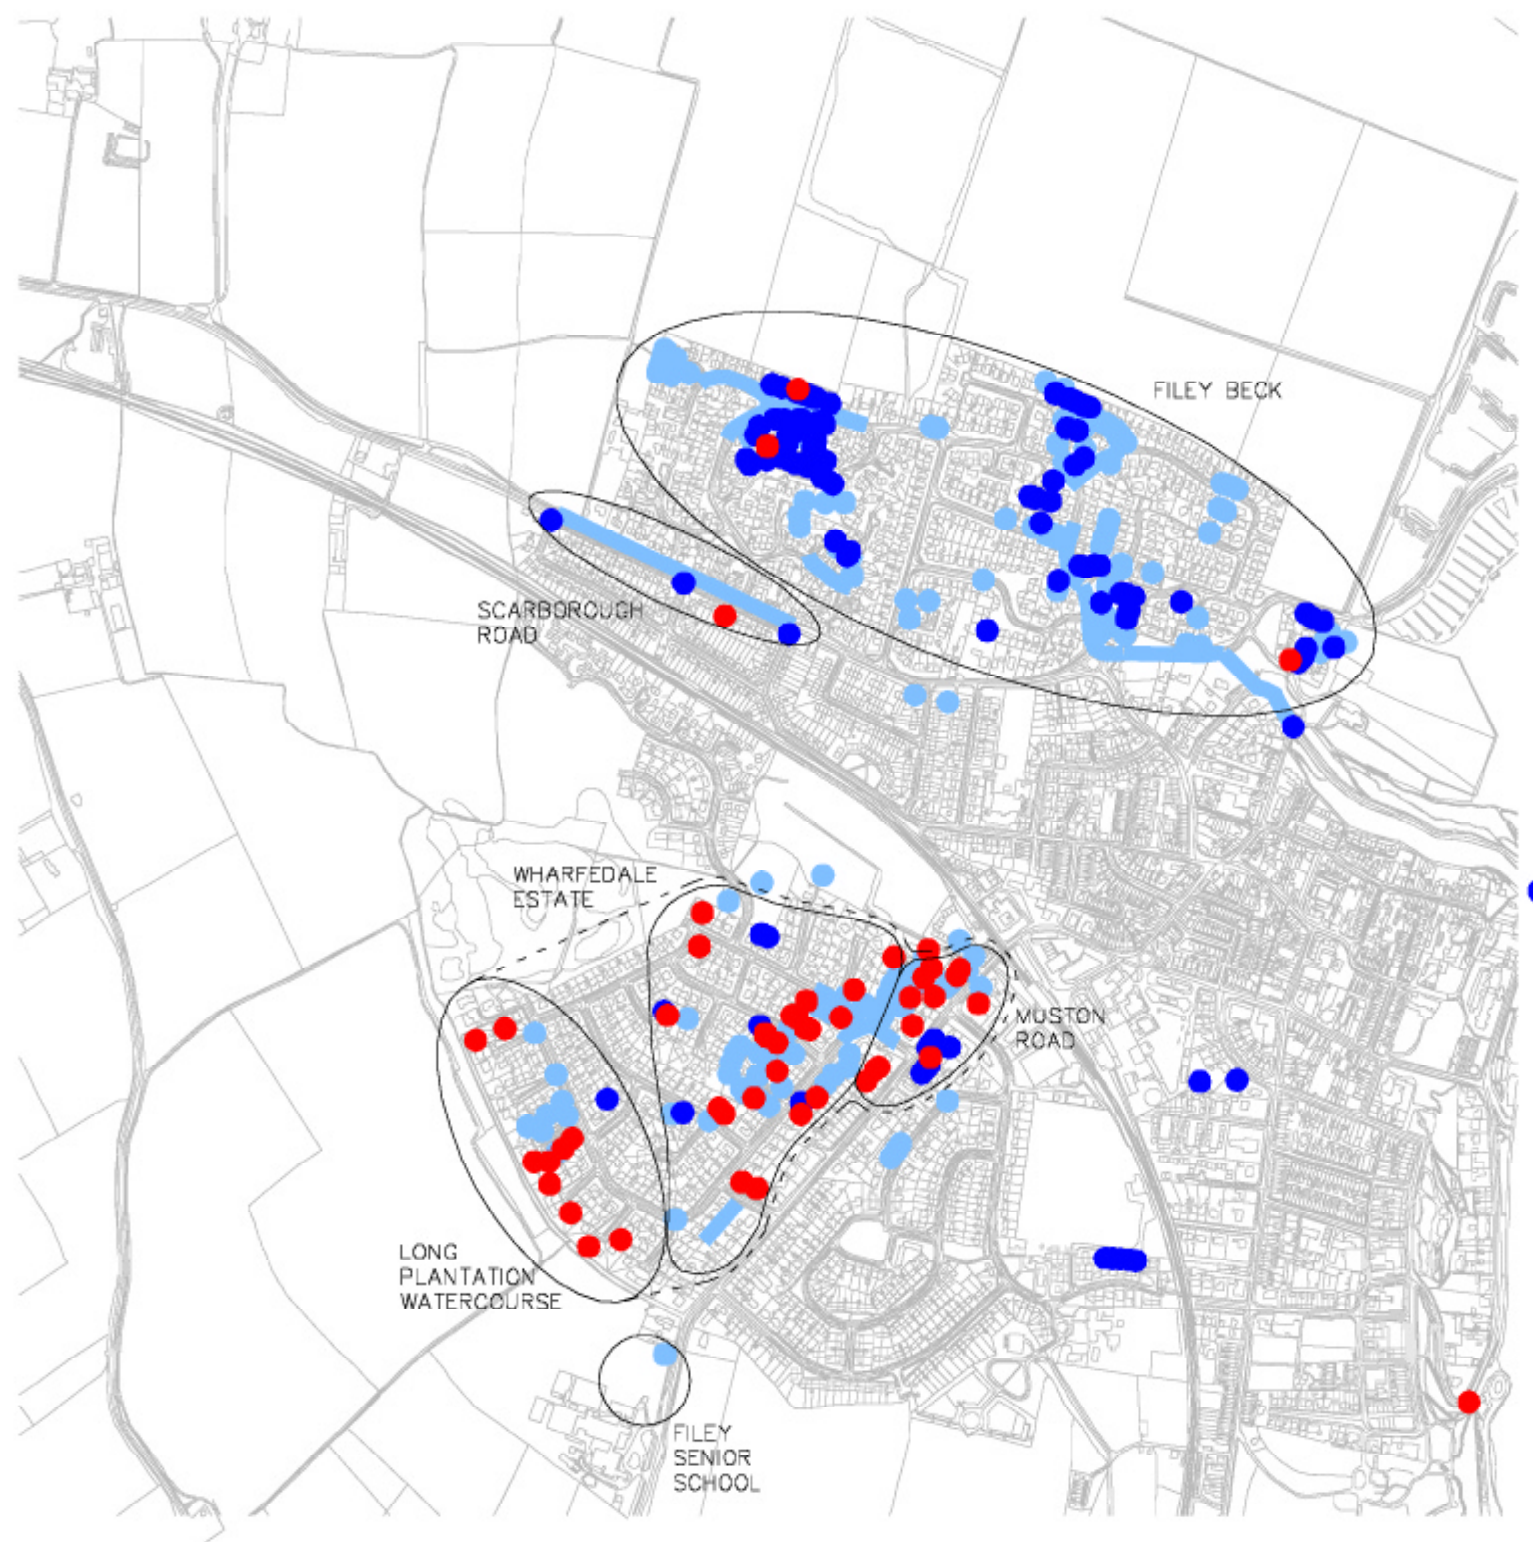 FILEY BECK
SCARBOROUGH
ROAD
WHARFEDALE
ESTATE
MUSTON
ROAD
LONG
PLANTATION
WATERCOURSE
FILEY
SENIOR
SCHOOL